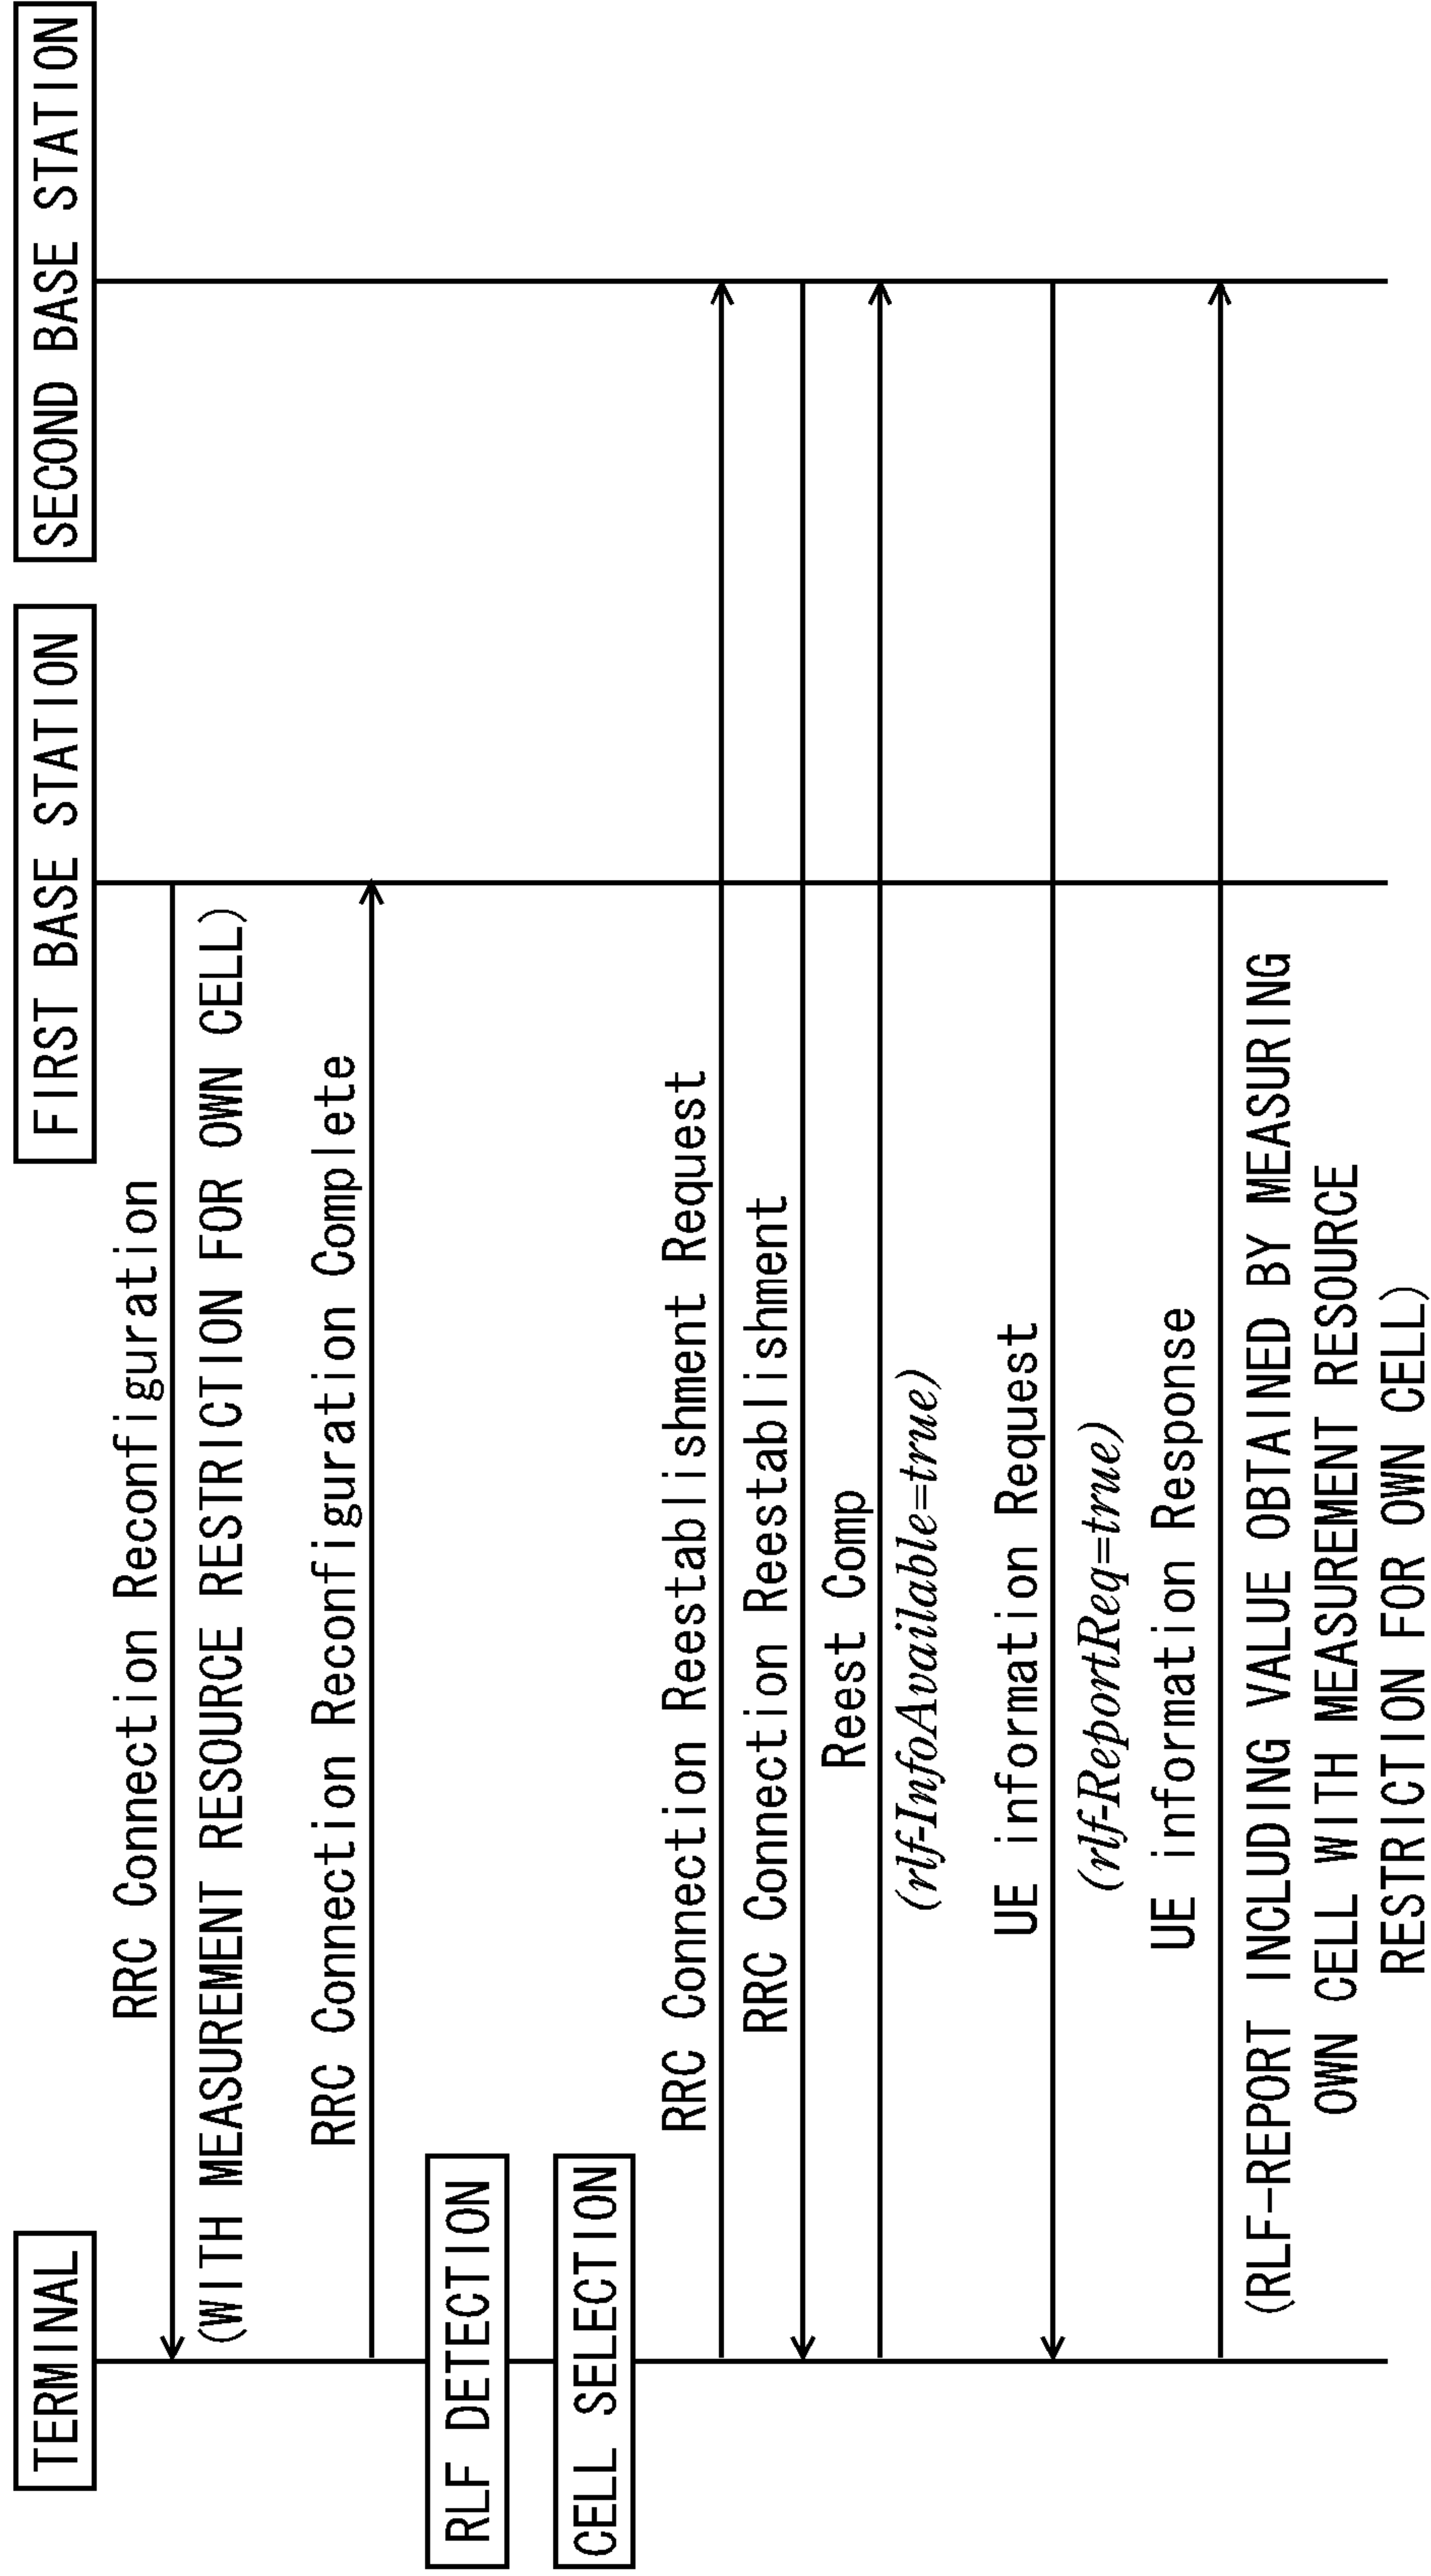 TERMINAL
FIRST BASE STATION
SECOND BASE STATION
RRC Connection Reconfiguration
(WITH MEASUREMENT RESOURCE RESTRICTION FOR OWN CELL)
RRC Connection Reconfiguration Complete
RLF DETECTION
CELL SELECTION
RRC Connection Reestablishment Request
RRC Connection Reestablishment
Reest Comp
(rlf-InfoAvailable=true)
UE information Request
(rlf-ReportReq=true)
UE information Response
(RLF-REPORT INCLUDING VALUE OBTAINED BY MEASURING
OWN CELL WITH MEASUREMENT RESOURCE
RESTRICTION FOR OWN CELL)